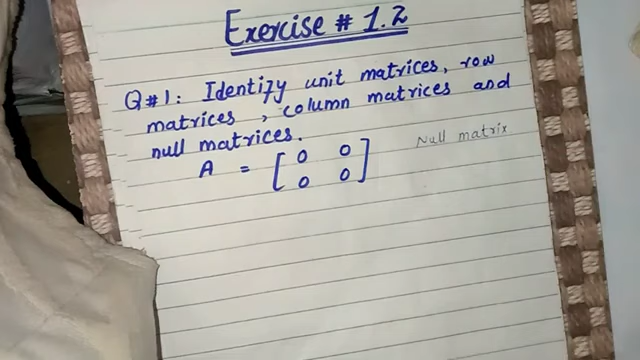 Exercise # 1.2
Q#1: Identify unit matrices, row
matrices, column matrices and
null matrices.
A = [ 0 0
0 0 ]
Null matrix